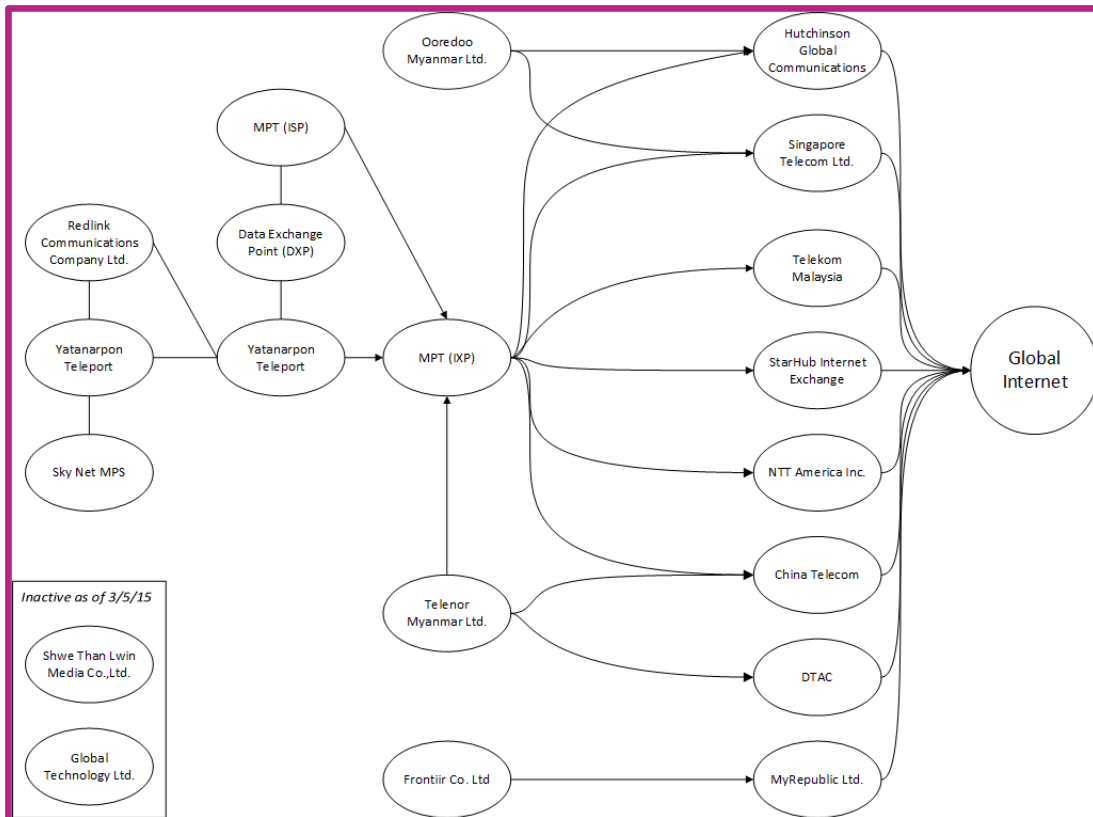 Ooredoo
Myanmar Ltd.
Hutchinson
Global
Communications
MPT (ISP)
Singapore
Telecom Ltd.
Redlink
Communications
Company Ltd.
Data Exchange
Point (DXP)
Telekom
Malaysia
Yatanarpon
Teleport
Yatanarpon
Teleport
MPT (IXP)
StarHub Internet
Exchange
Global
Internet
Sky Net MPS
NTT America Inc.
China Telecom
Telenor
Myanmar Ltd.
Inactive as of 3/5/15
Shwe Than Lwin
Media Co.,Ltd.
DTAC
Global
Technology Ltd.
Frontiir Co. Ltd
MyRepublic Ltd.